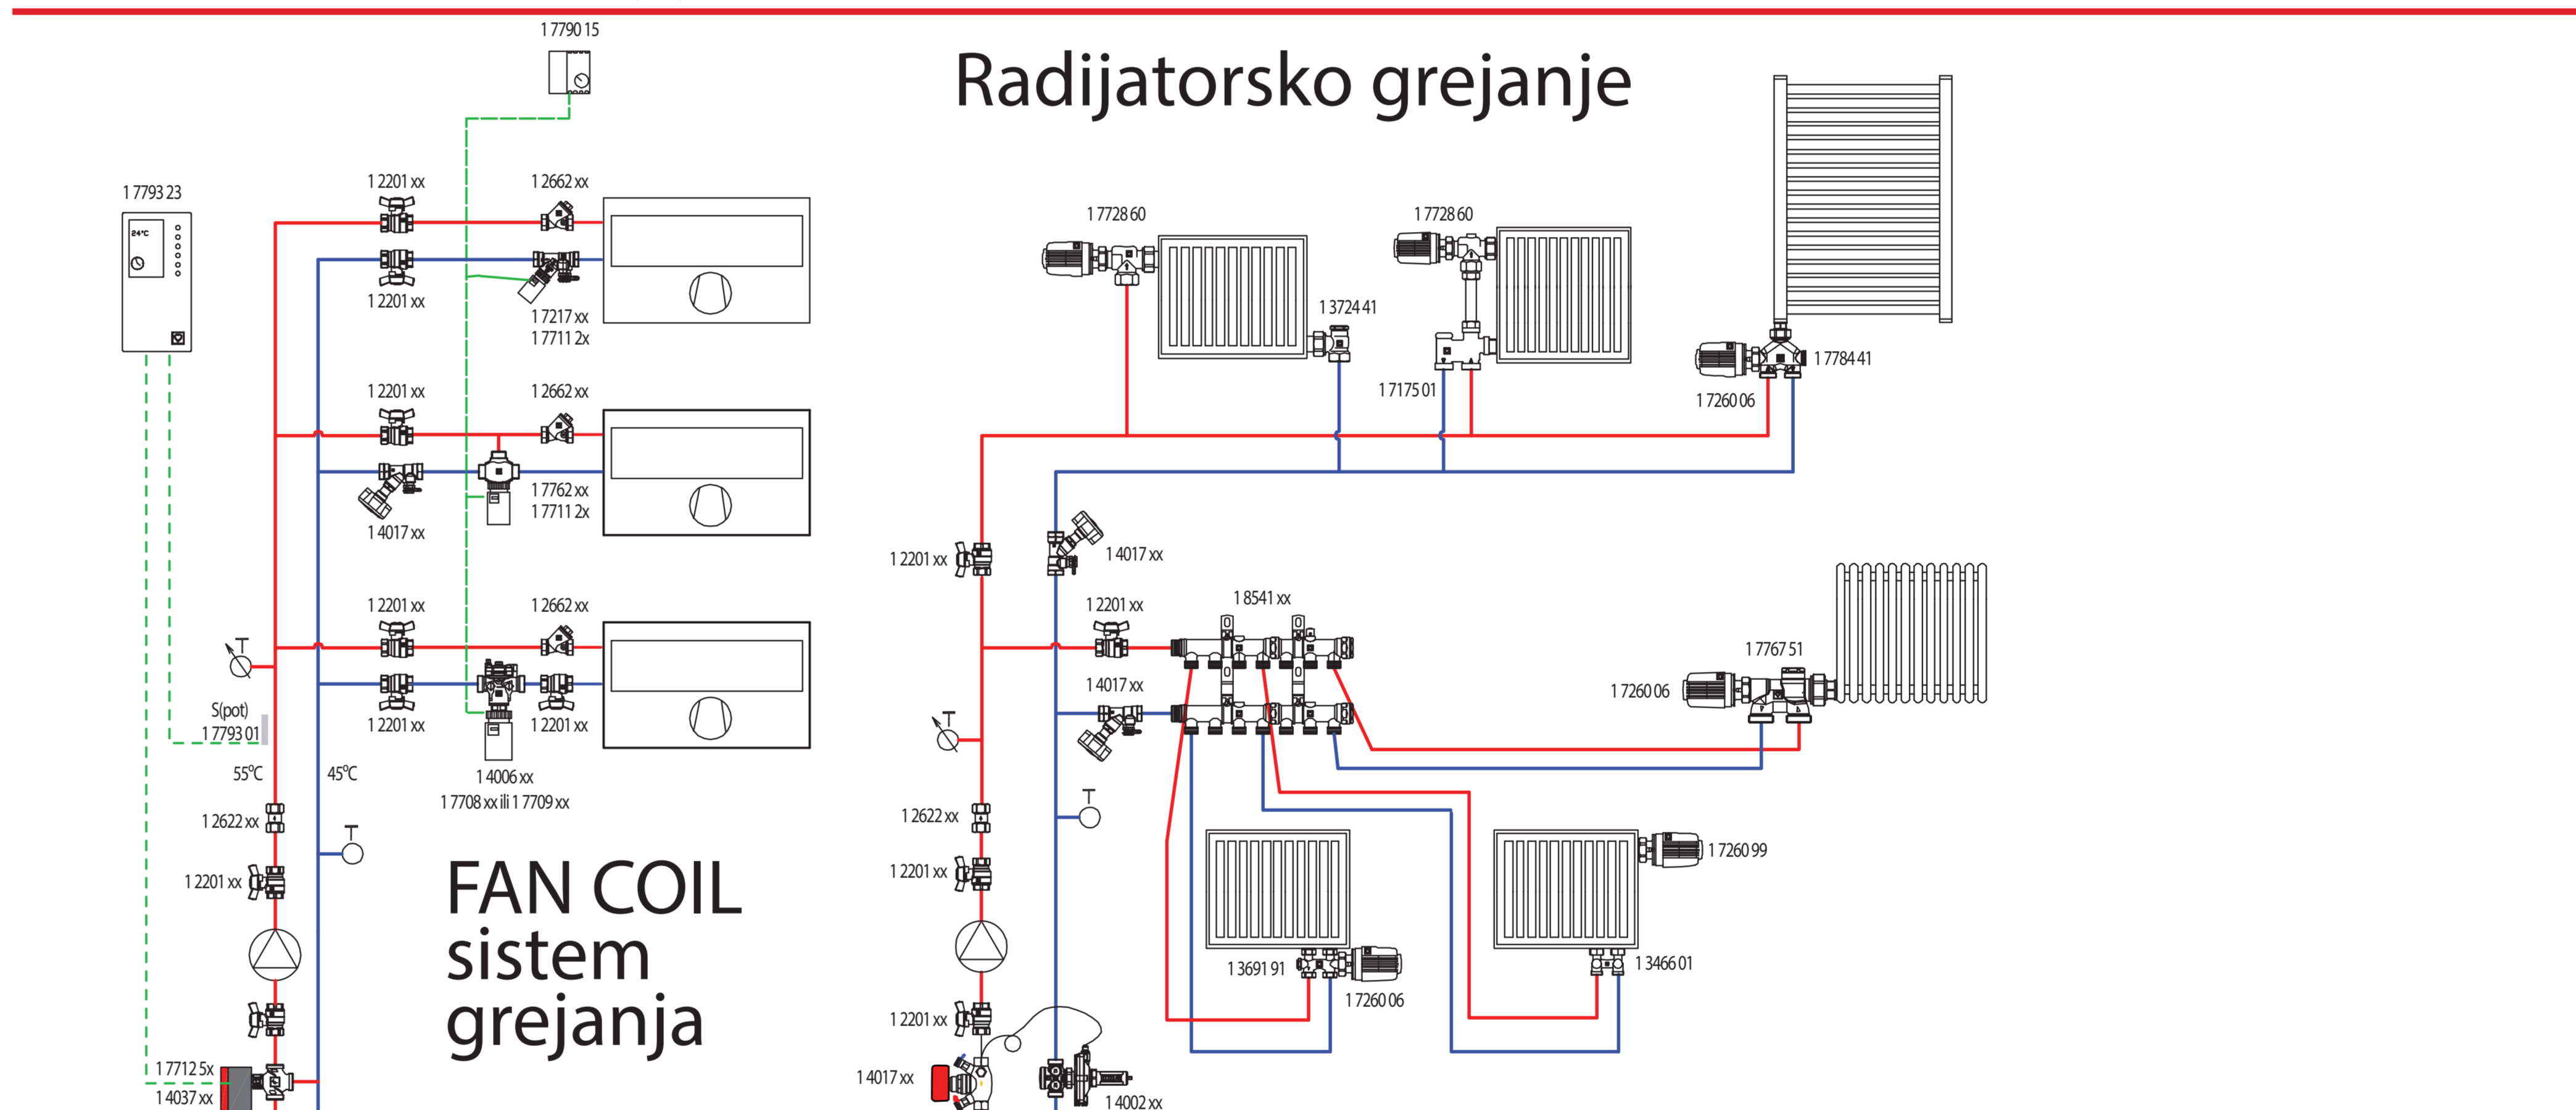 1 7790 15
Radijatorsko grejanje
1 7793 23
24°C
1 2201 xx
1 2662 xx
1 2201 xx
1 7217 xx
1 7711 2x
1 2201 xx
1 2662 xx
1 7762 xx
1 7711 2x
1 4017 xx
1 2201 xx
1 2662 xx
T
1 2201 xx
1 2201 xx
S(pot)
1 7793 01
55°C
45°C
1 4006 xx
1 7708 xx ili 1 7709 xx
1 2622 xx
T
1 2201 xx
FAN COIL
sistem
grejanja
1 7712 5x
1 4037 xx
1 7728 60
1 7728 60
1 3724 41
1 7784 41
1 7175 01
1 7260 06
1 2201 xx
1 4017 xx
1 2201 xx
1 8541 xx
1 7767 51
1 4017 xx
1 7260 06
T
T
1 2622 xx
1 2201 xx
1 7260 99
1 3691 91
1 3466 01
1 7260 06
1 2201 xx
1 4017 xx
1 4002 xx